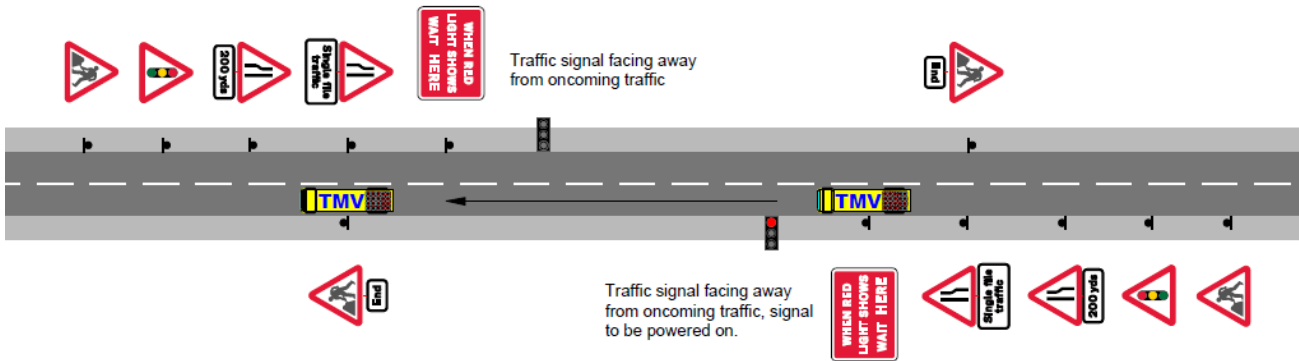 200 yds
Single file
traffic
WHEN RED
LIGHT SHOWS
WAIT HERE
Traffic signal facing away
from oncoming traffic
End
TMV
TMV
End
Traffic signal facing away
from oncoming traffic, signal
to be powered on.
WHEN RED
LIGHT SHOWS
WAIT HERE
Single file
traffic
200 yds